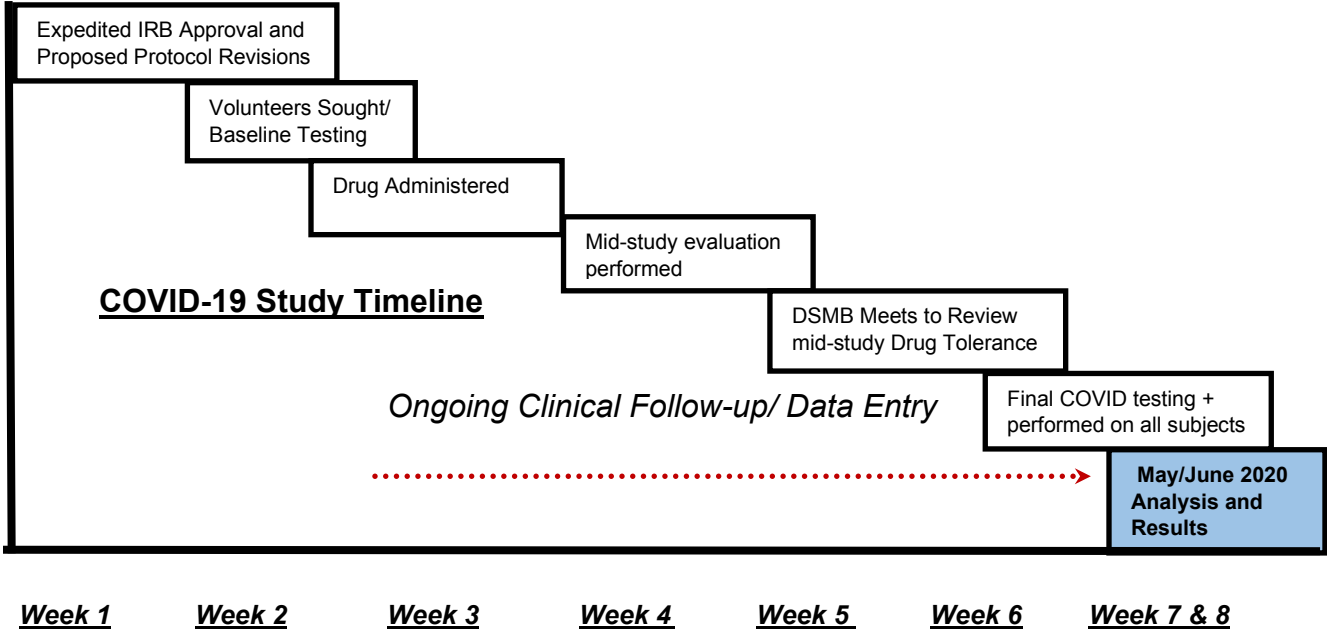 Expedited IRB Approval and
Proposed Protocol Revisions
Volunteers Sought/
Baseline Testing
Drug Administered
Mid-study evaluation
performed
COVID-19 Study Timeline
DSMB Meets to Review
mid-study Drug Tolerance
Ongoing Clinical Follow-up/ Data Entry
Final COVID testing +
performed on all subjects
May/June 2020
Analysis and
Results
Week 1 Week 2 Week 3 Week 4 Week 5 Week 6 Week 7 & 8